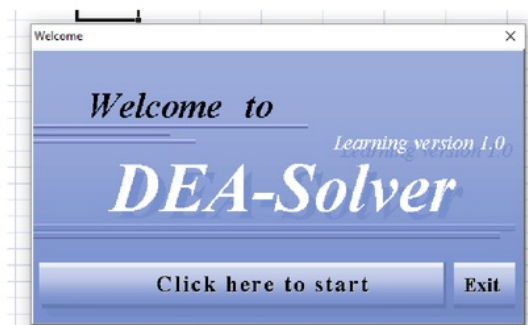 Welcome
Welcome to
Learning version 1.0
DEA-Solver
Click here to start
Exit